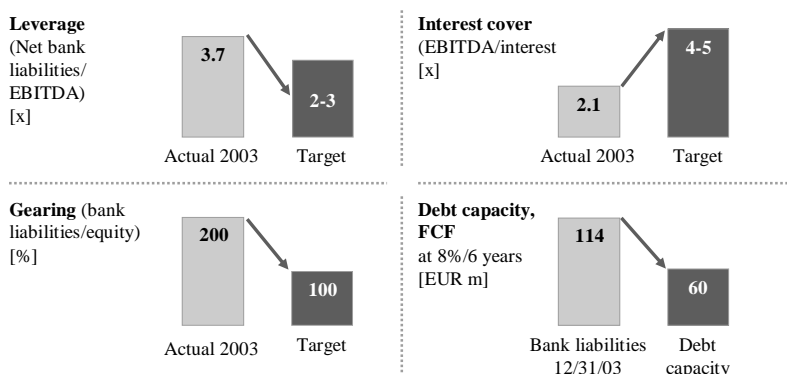 Leverage
(Net bank
liabilities/
EBITDA)
[x]
3.7
2-3
Actual 2003
Target
Interest cover
(EBITDA/interest
[x]
2.1
4-5
Actual 2003
Target
Gearing (bank
liabilities/equity)
[%]
200
100
Actual 2003
Target
Debt capacity,
FCF
at 8%/6 years
[EUR m]
114
60
Bank liabilities
12/31/03
Debt
capacity